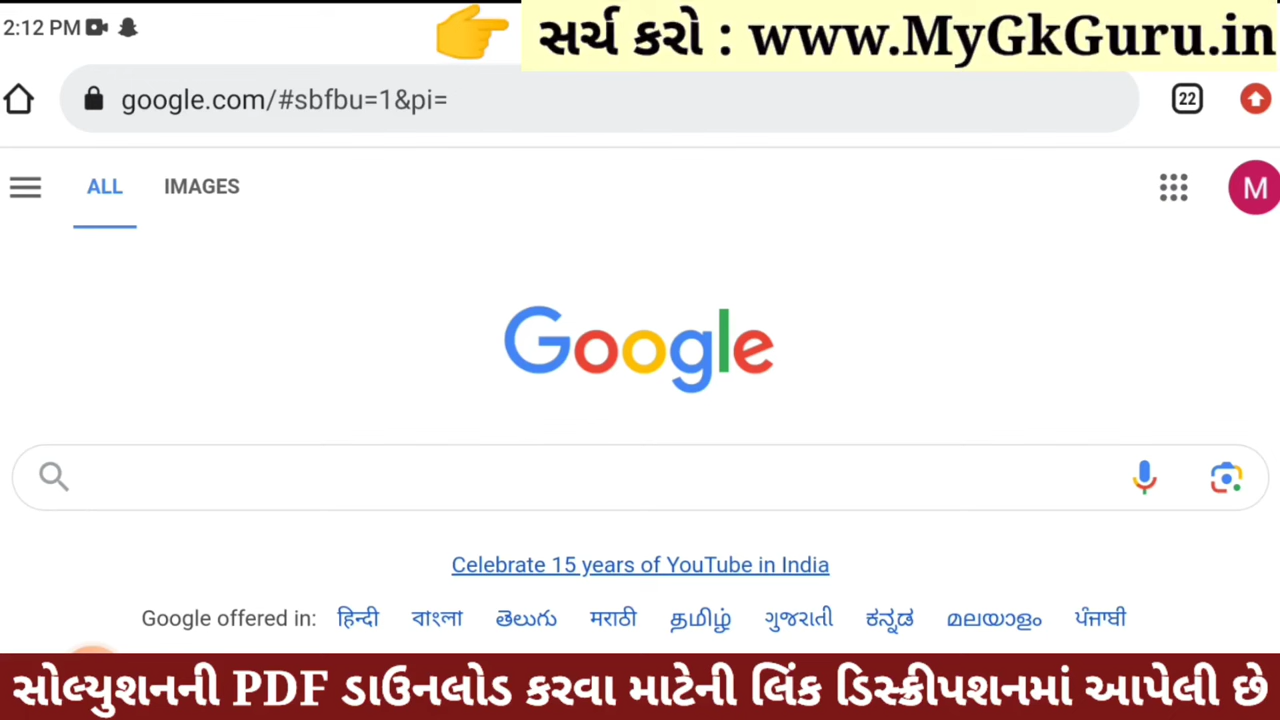 2:12 PM
સર્ચ કરો : www.MyGkGuru.in
google.com/#sbfbu=1&pi=
22
ALL IMAGES
M
Google
Celebrate 15 years of YouTube in India
Google offered in: हिन्दी বাংলা తెలుగు मराठी தமிழ் ગુજરાતી ಕನ್ನಡ മലയാളം ਪੰਜਾਬੀ
સોલ્યુશનની PDF ડાઉનલોડ કરવા માટેની લિંક ડિસ્ક્રીપશનમાં આપેલી છે